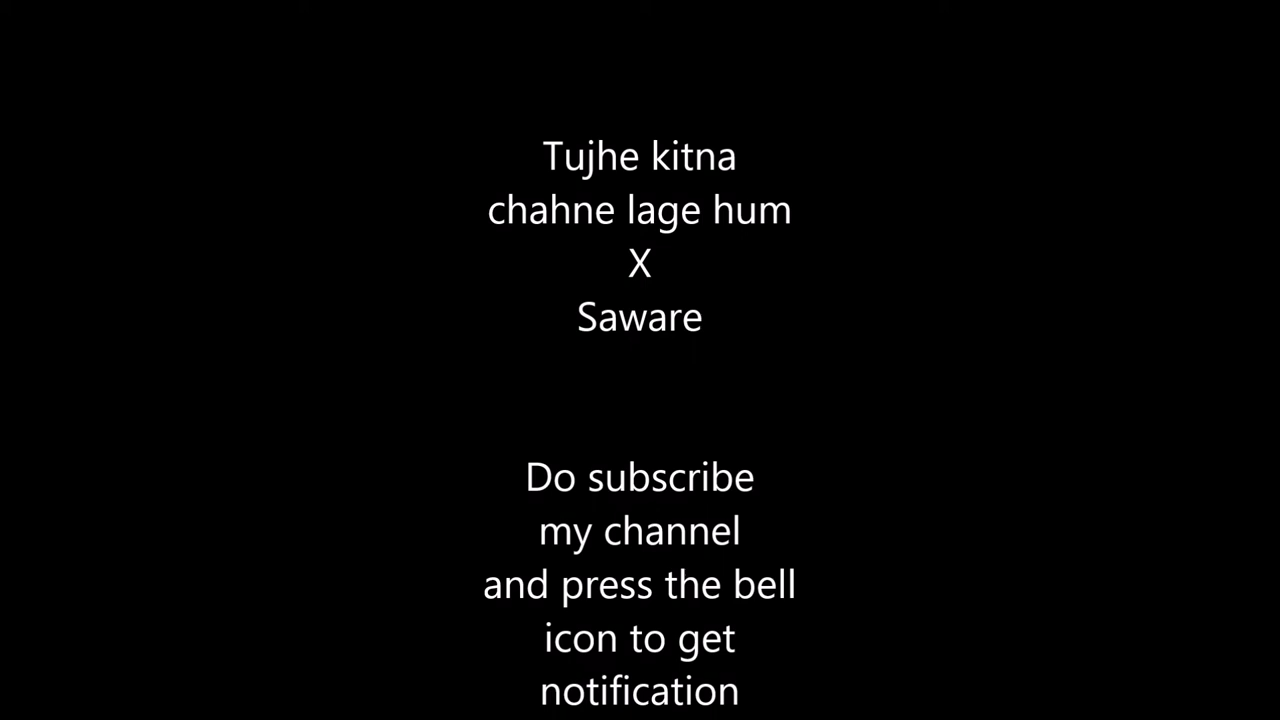 Tujhe kitna
chahne lage hum
X
Saware
Do subscribe
my channel
and press the bell
icon to get
notification